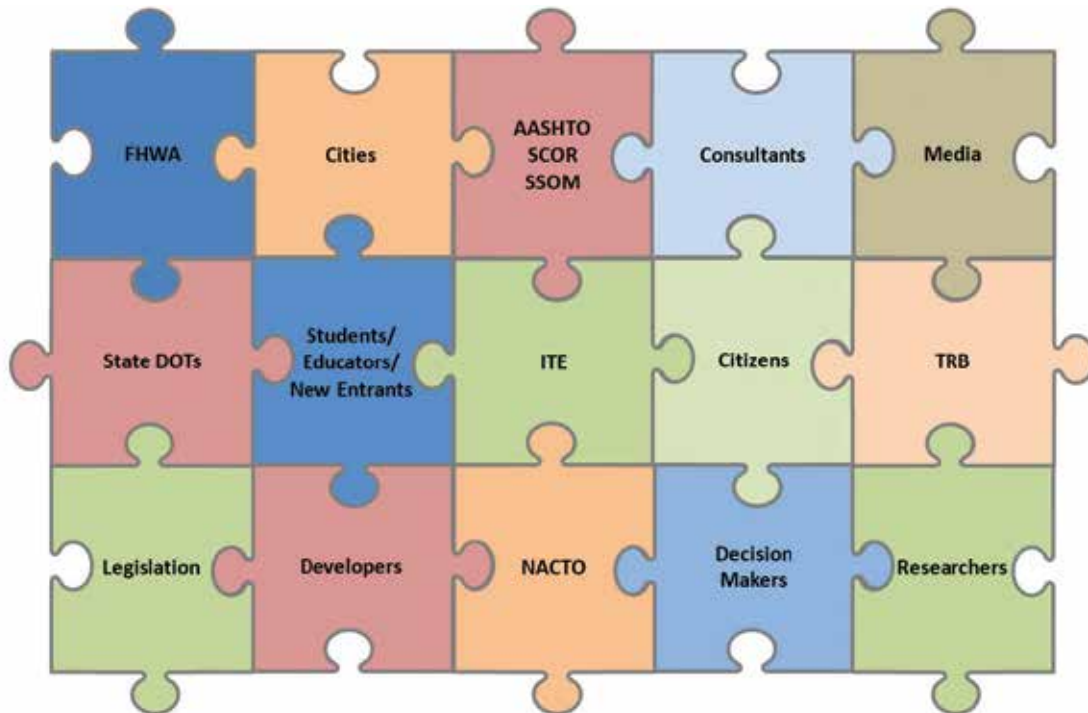 FHWA
Cities
AASHTO
SCOR
SSOM
Consultants
Media
State DOTs
Students/
Educators/
New Entrants
ITE
Citizens
TRB
Legislation
Developers
NACTO
Decision
Makers
Researchers